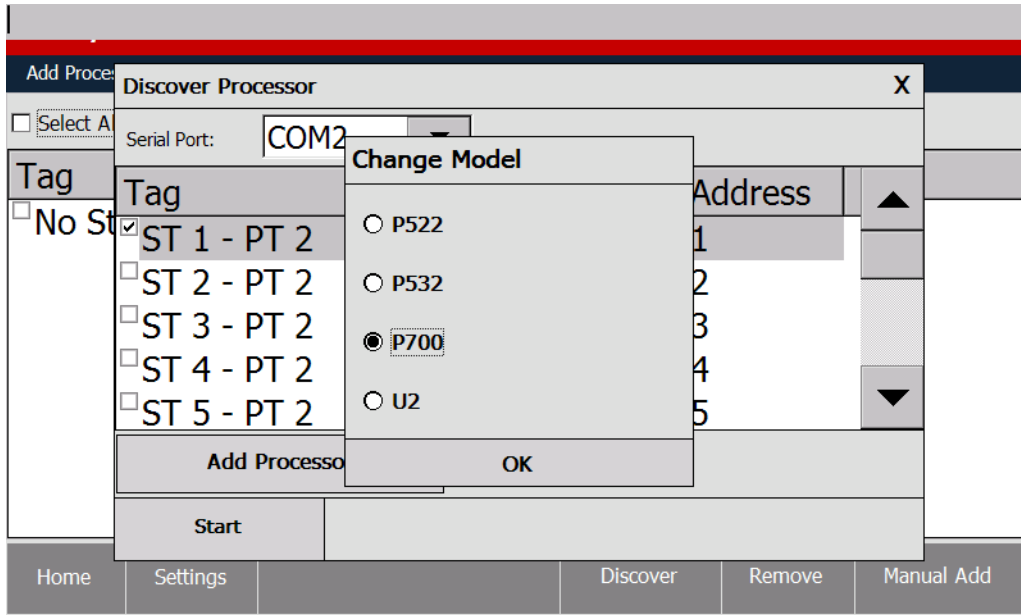 Add Proce
Discover Processor X
Select Al
Serial Port: COM2
Change Model
Tag
Tag Address
No St
ST 1 - PT 2 1
P522
ST 2 - PT 2 2
P532
ST 3 - PT 2 3
P700
ST 4 - PT 2 4
U2
ST 5 - PT 2 5
Add Processo
OK
Start
Home Settings Discover Remove Manual Add